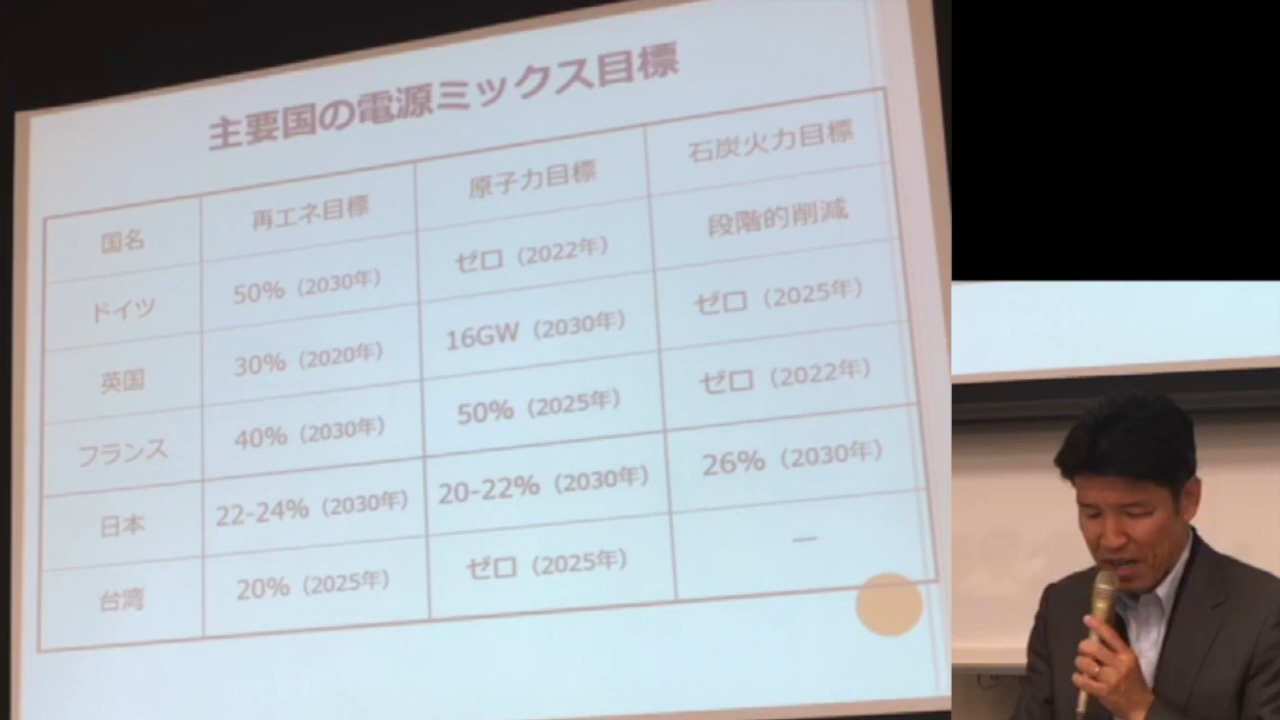 主要国の電源ミックス目標
国名 再エネ目標 原子力目標 石炭火力目標
ドイツ 50%（2030年） ゼロ（2022年） 段階的削減
英国 30%（2020年） 16GW（2030年） ゼロ（2025年）
フランス 40%（2030年） 50%（2025年） ゼロ（2022年）
日本 22-24%（2030年） 20-22%（2030年） 26%（2030年）
台湾 20%（2025年） ゼロ（2025年） —